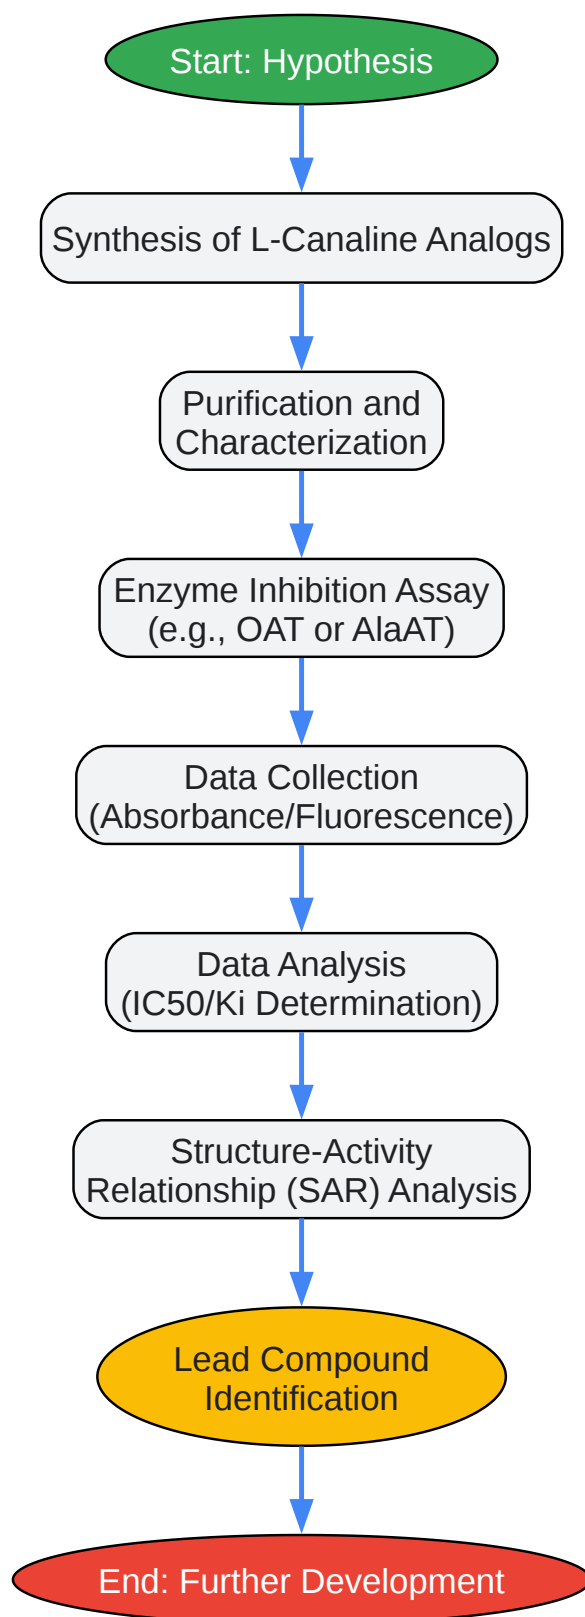 Start: Hypothesis
Synthesis of L-Canaline Analogs
Purification and
Characterization
Enzyme Inhibition Assay
(e.g., OAT or AlaAT)
Data Collection
(Absorbance/Fluorescence)
Data Analysis
(IC50/Ki Determination)
Structure-Activity
Relationship (SAR) Analysis
Lead Compound
Identification
End: Further Development